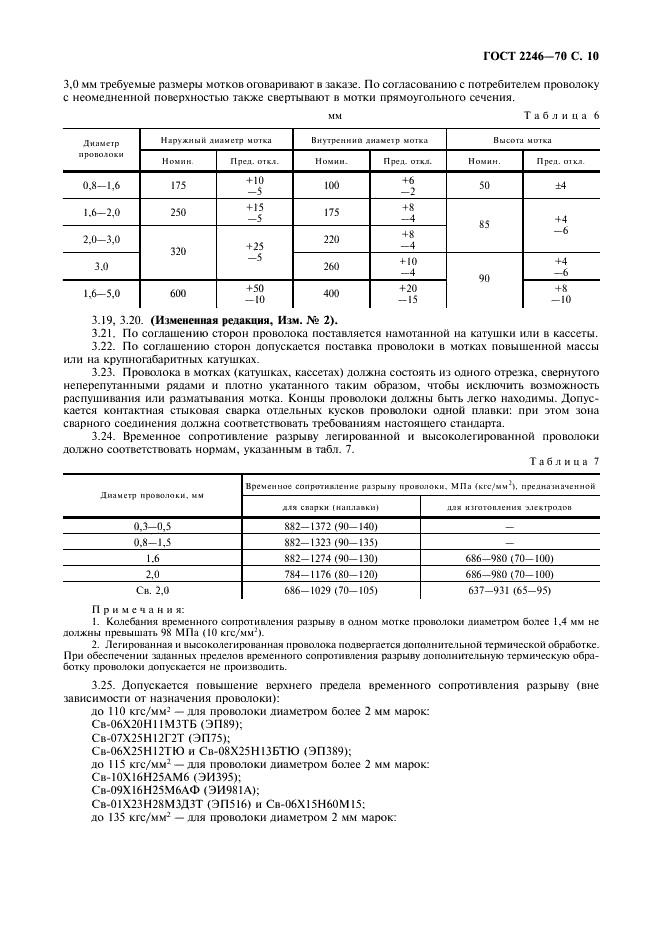 ГОСТ 2246—70 С. 10
3,0 мм требуемые размеры мотков оговаривают в заказе. По согласованию с потребителем проволоку
с неомедненной поверхностью также свертывают в мотки прямоугольного сечения.
мм Таблица 6
Диаметр проволоки Наружный диаметр мотка Внутренний диаметр мотка Высота мотка
Номин. Пред. откл. Номин. Пред. откл. Номин. Пред. откл.
0,8—1,6 175 +10 —5 100 +6 —2 50 ±4
1,6—2,0 250 +15 —5 175 +8 —4 85 +4 —6
2,0—3,0 320 +25 —5 220 +8 —4
3,0 260 +10 —4 90 +4 —6
1,6—5,0 600 +50 —10 400 +20 —15 +8 —10
3.19, 3.20. (Измененная редакция, Изм. № 2).
3.21. По соглашению сторон проволока поставляется намотанной на катушки или в кассеты.
3.22. По соглашению сторон допускается поставка проволоки в мотках повышенной массы
или на крупногабаритных катушках.
3.23. Проволока в мотках (катушках, кассетах) должна состоять из одного отрезка, свернутого
неперепутанными рядами и плотно укатанного таким образом, чтобы исключить возможность
распушивания или разматывания мотка. Концы проволоки должны быть легко находимы. Допус-
кается контактная стыковая сварка отдельных кусков проволоки одной плавки: при этом зона
сварного соединения должна соответствовать требованиям настоящего стандарта.
3.24. Временное сопротивление разрыву легированной и высоколегированной проволоки
должно соответствовать нормам, указанным в табл. 7.
Таблица 7
Диаметр проволоки, мм Временное сопротивление разрыву проволоки, МПа (кгс/мм²), предназначенной
для сварки (наплавки) для изготовления электродов
0,3—0,5 882—1372 (90—140) —
0,8—1,5 882—1323 (90—135) —
1,6 882—1274 (90—130) 686—980 (70—100)
2,0 784—1176 (80—120) 686—980 (70—100)
Св. 2,0 686—1029 (70—105) 637—931 (65—95)
Примечания:
1. Колебания временного сопротивления разрыву в одном мотке проволоки диаметром более 1,4 мм не
должны превышать 98 МПа (10 кгс/мм²).
2. Легированная и высоколегированная проволока подвергается дополнительной термической обработке.
При обеспечении заданных пределов временного сопротивления разрыву дополнительную термическую обра-
ботку проволоки допускается не производить.
3.25. Допускается повышение верхнего предела временного сопротивления разрыву (вне
зависимости от назначения проволоки):
до 110 кгс/мм² — для проволоки диаметром более 2 мм марок:
Св-06Х20Н11М3ТБ (ЭП89);
Св-07Х25Н12Г2Т (ЭП75);
Св-06Х25Н12ТЮ и Св-08Х25Н13БТЮ (ЭП389);
до 115 кгс/мм² — для проволоки диаметром более 2 мм марок:
Св-10Х16Н25АМ6 (ЭИ395);
Св-09Х16Н25М6АФ (ЭИ981А);
Св-01Х23Н28М3Д3Т (ЭП516) и Св-06Х15Н60М15;
до 135 кгс/мм² — для проволоки диаметром 2 мм марок: